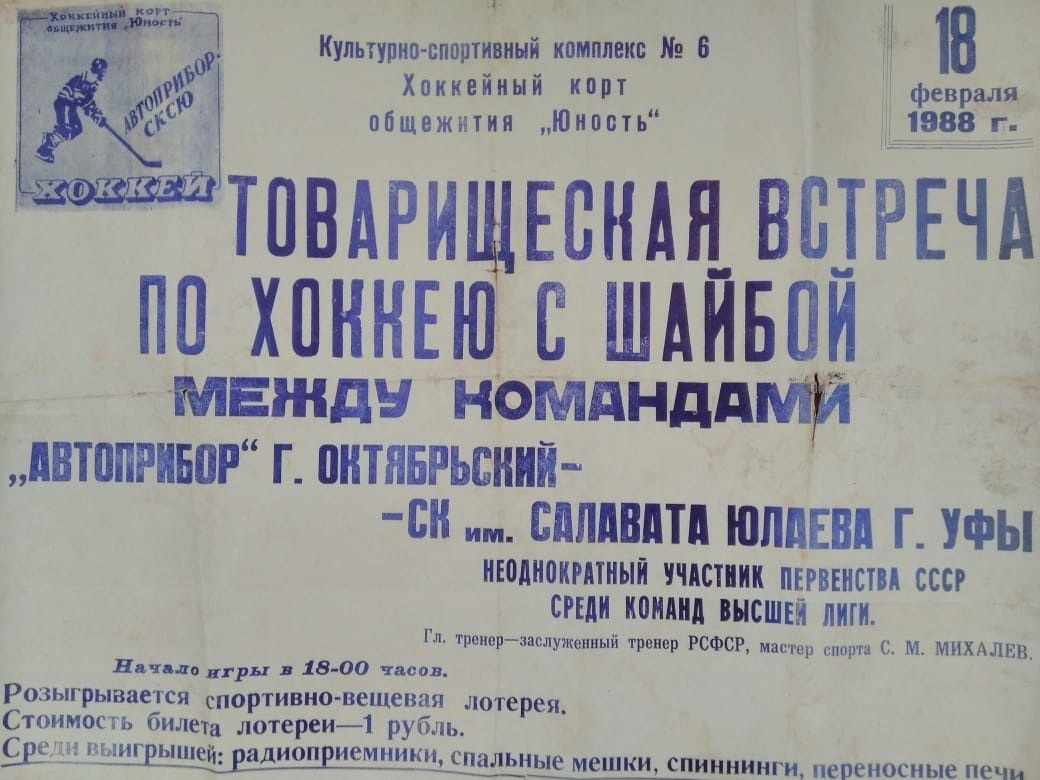 Хоккейный корт
общежития „Юность“
АВТОПРИБОР-
СКСЮ
ХОККЕЙ
Культурно-спортивный комплекс № 6
Хоккейный корт
общежития „Юность“
18
февраля
1988 г.
ТОВАРИЩЕСКАЯ ВСТРЕЧА
ПО ХОККЕЮ С ШАЙБОЙ
МЕЖДУ КОМАНДАМИ
„АВТОПРИБОР“ Г. ОКТЯБРЬСКИЙ–
–СК им. САЛАВАТА ЮЛАЕВА Г. УФЫ
НЕОДНОКРАТНЫЙ УЧАСТНИК ПЕРВЕНСТВА СССР
СРЕДИ КОМАНД ВЫСШЕЙ ЛИГИ.
Гл. тренер—заслуженный тренер РСФСР, мастер спорта С. М. МИХАЛЕВ.
Начало игры в 18-00 часов.
Розыгрывается спортивно-вещевая лотерея.
Стоимость билета лотереи—1 рубль.
Среди выигрышей: радиоприемники, спальные мешки, спиннинги, переносные печи